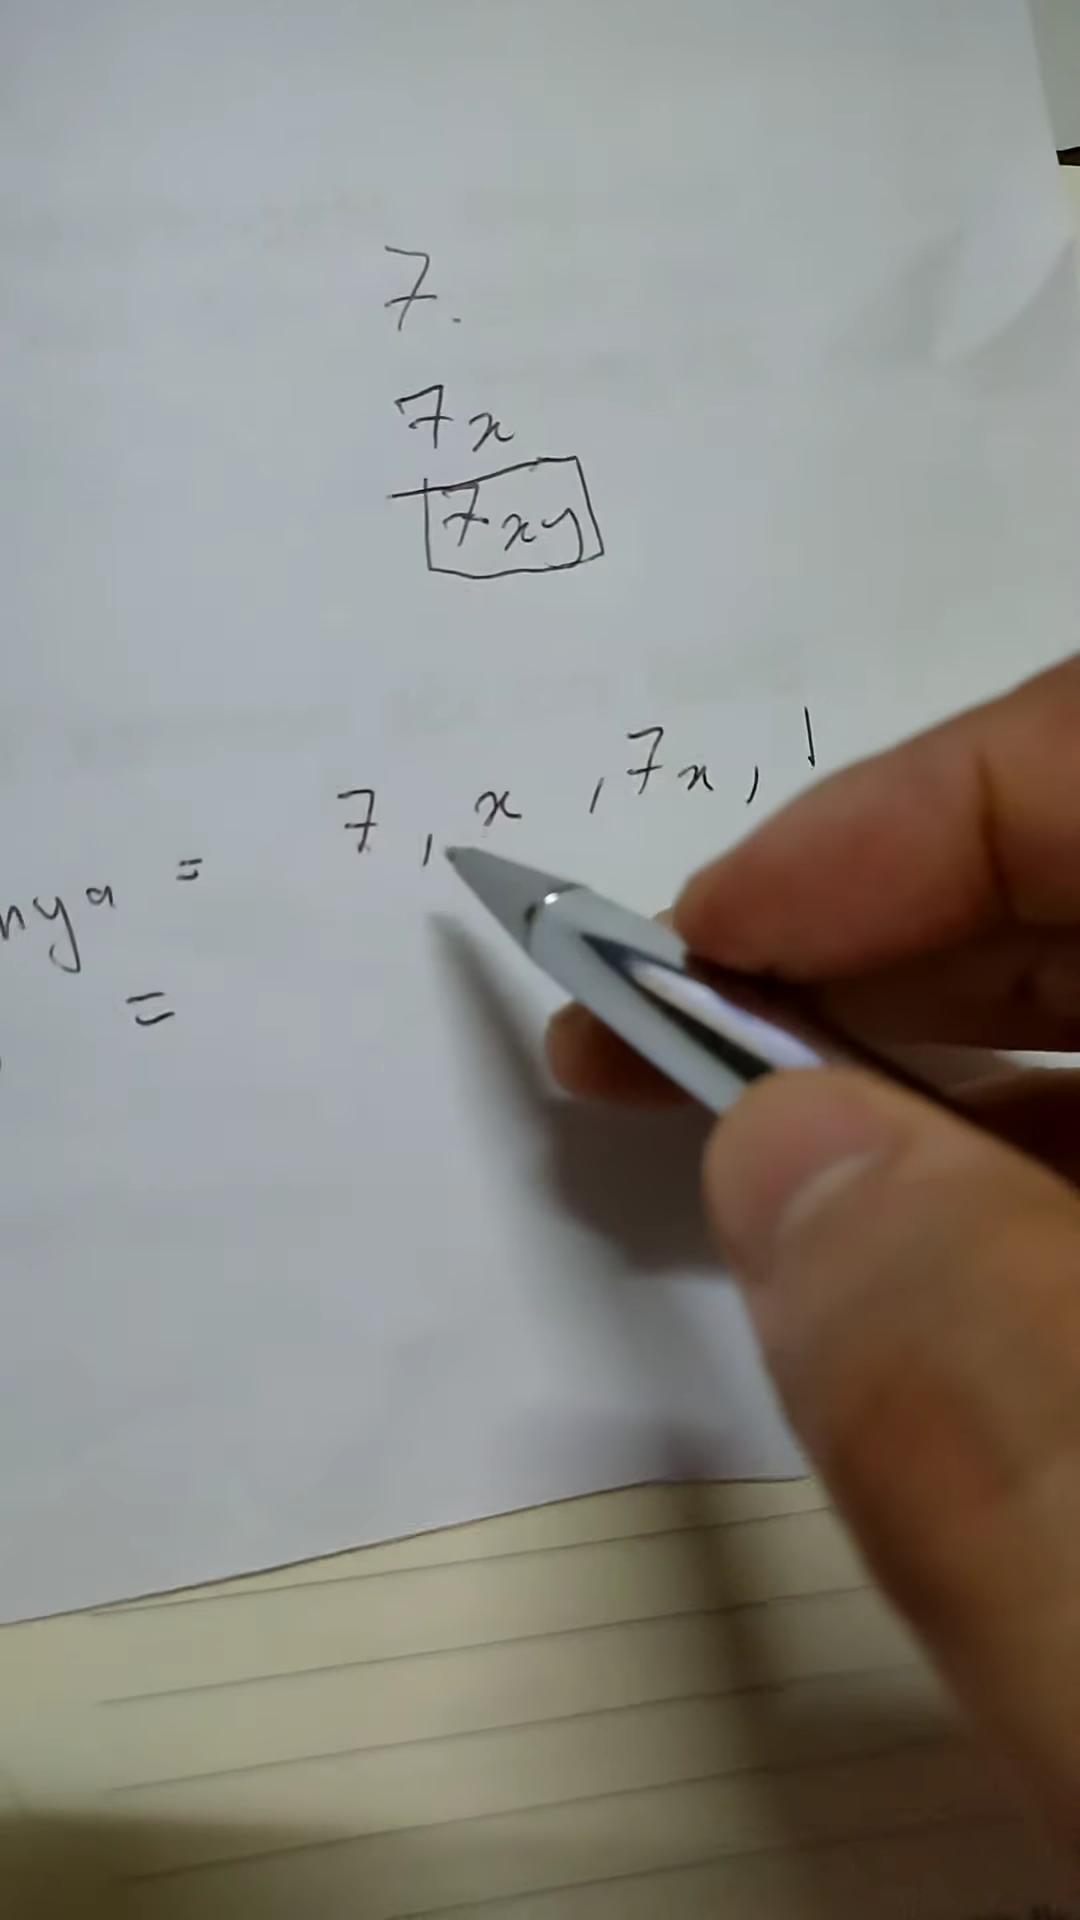 7.
7x
7xy
nya = 7, x, 7x, 1
=